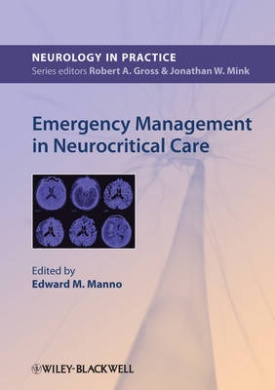 NEUROLOGY IN PRACTICE
Series editors Robert A. Gross & Jonathan W. Mink
Emergency Management
in Neurocritical Care
Edited by
Edward M. Manno
WILEY-BLACKWELL